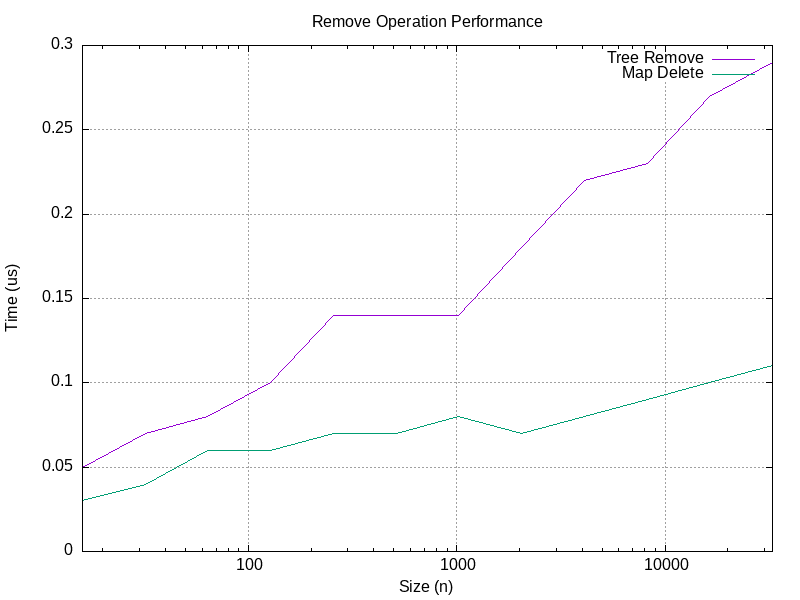 Remove Operation Performance
0.3
Tree Remove
Map Delete
0.25
0.2
0.15
0.1
0.05
0
Time (us)
100
1000
10000
Size (n)